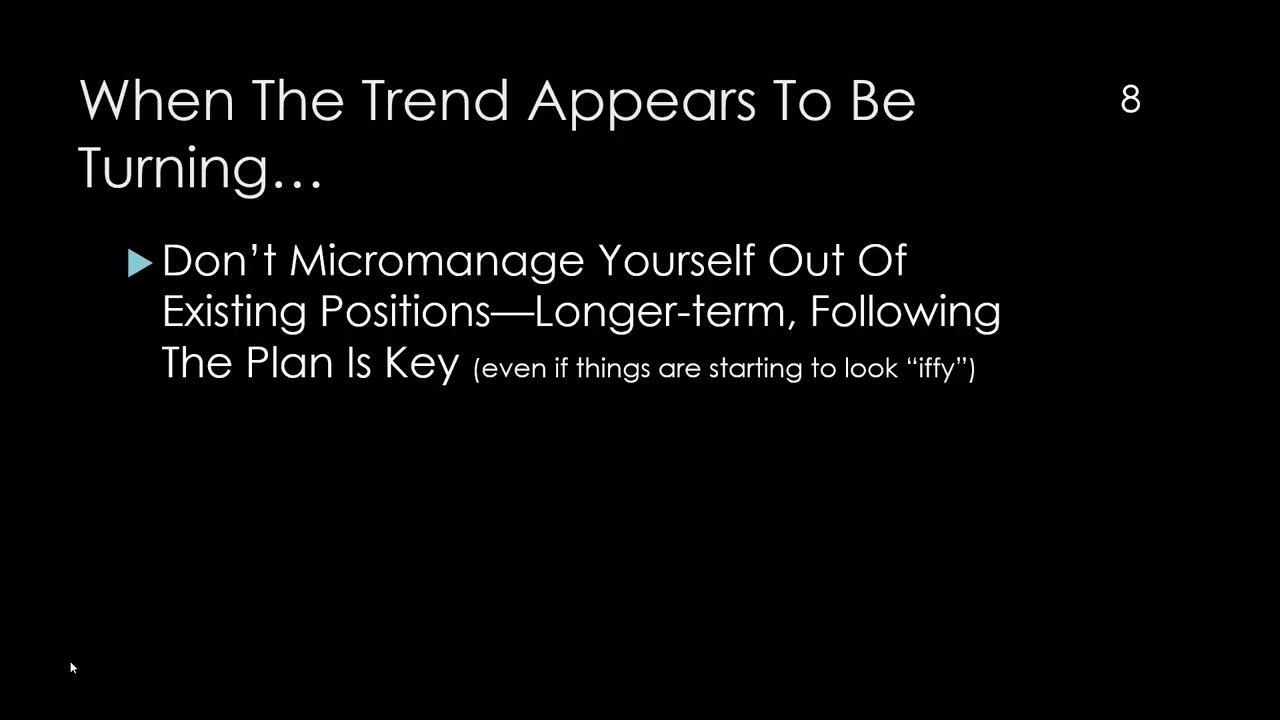 When The Trend Appears To Be
8
Turning…
Don’t Micromanage Yourself Out Of
Existing Positions—Longer-term, Following
The Plan Is Key (even if things are starting to look “iffy”)